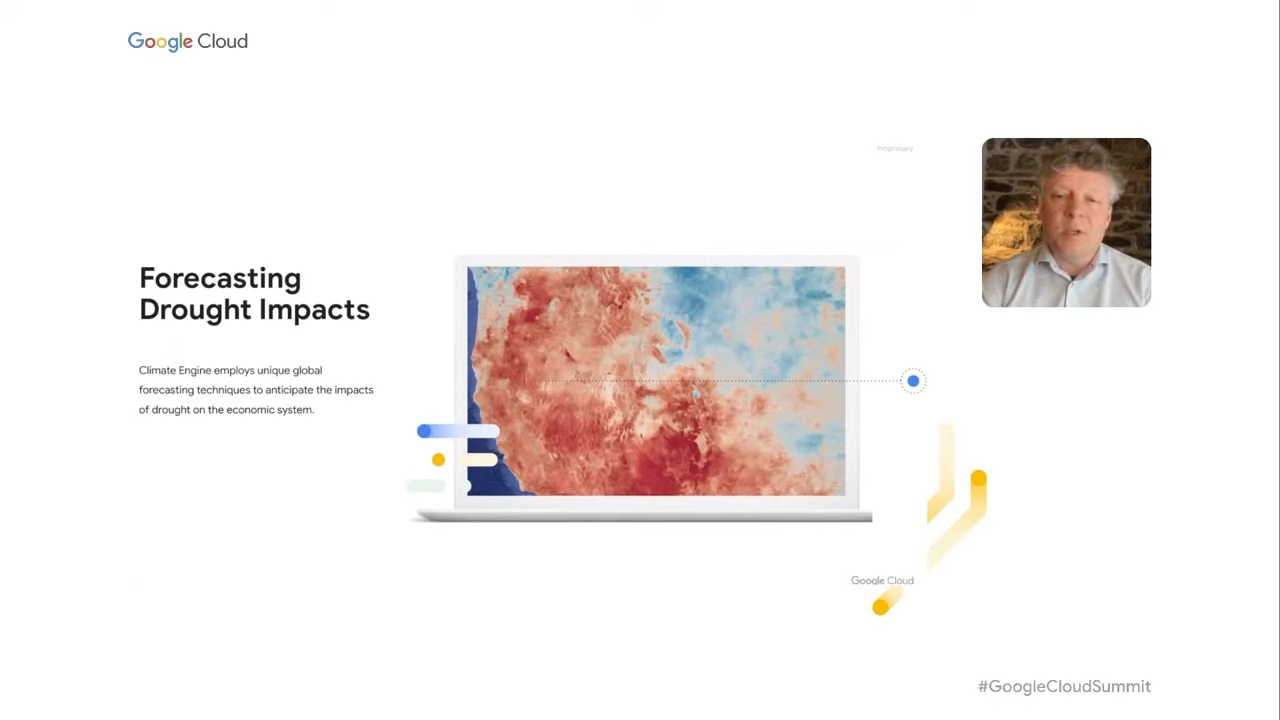 Google Cloud
Proprietary
Forecasting
Drought Impacts
Climate Engine employs unique global
forecasting techniques to anticipate the impacts
of drought on the economic system.
Google Cloud
#GoogleCloudSummit